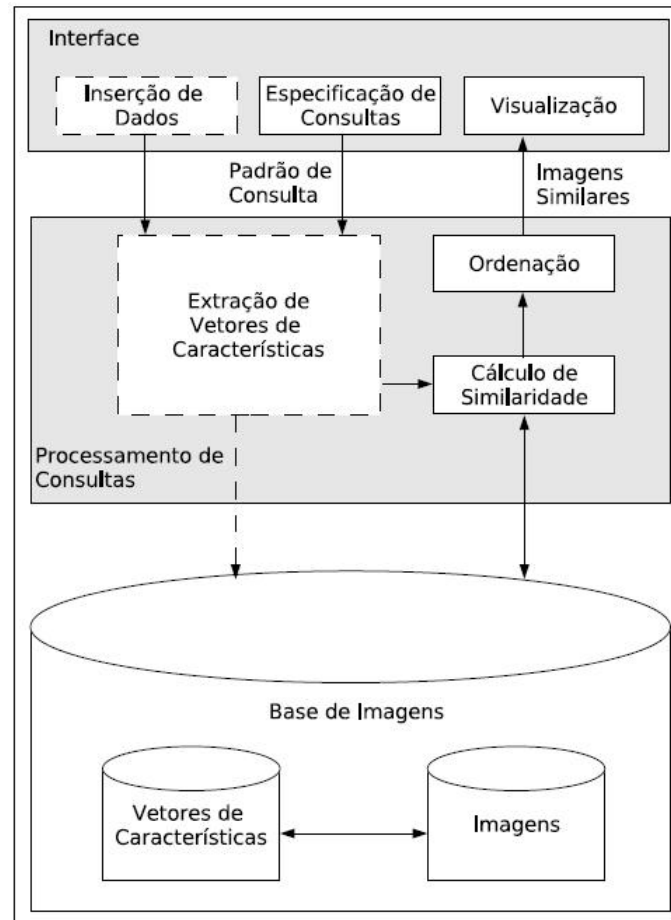 Interface
Inserção de
Dados
Especificação de
Consultas
Visualização
Padrão de
Consulta
Imagens
Similares
Extração de
Vetores de
Características
Ordenação
Cálculo de
Similaridade
Processamento de
Consultas
Base de Imagens
Vetores de
Características
Imagens